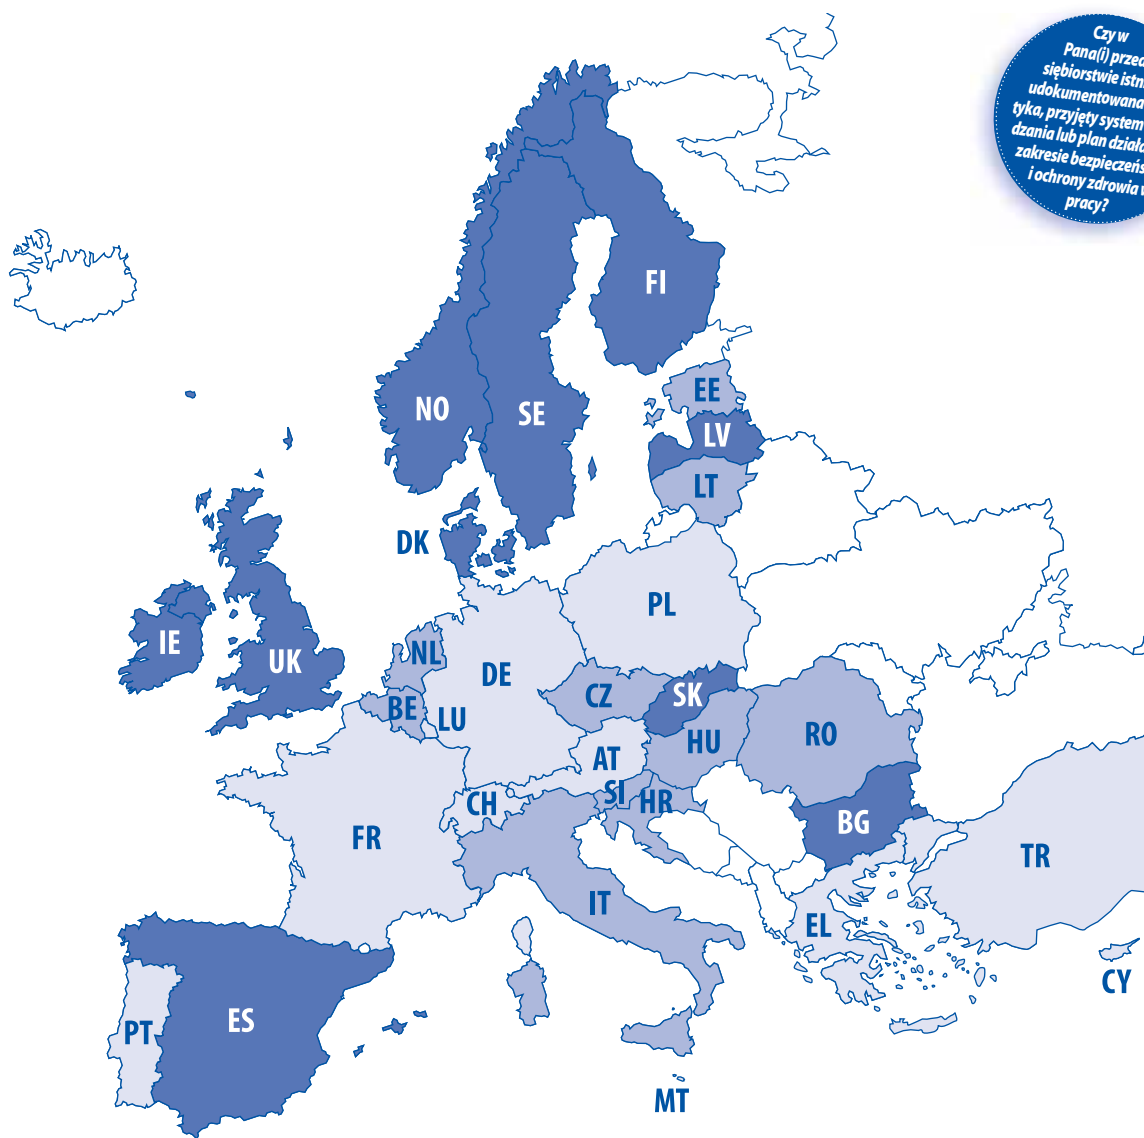 Czy w
Pana(i) przed
siębiorstwie istn
udokumentowana
tyka, przyjęty system
dzania lub plan działa
zakresie bezpieczeńs
i ochrony zdrowia w
pracy?
FI
NO
SE
EE
LV
LT
DK
PL
IE
UK
NL
DE
BE
LU
CZ
SK
HU
RO
AT
SI
HR
CH
BG
FR
TR
IT
EL
CY
ES
PT
MT